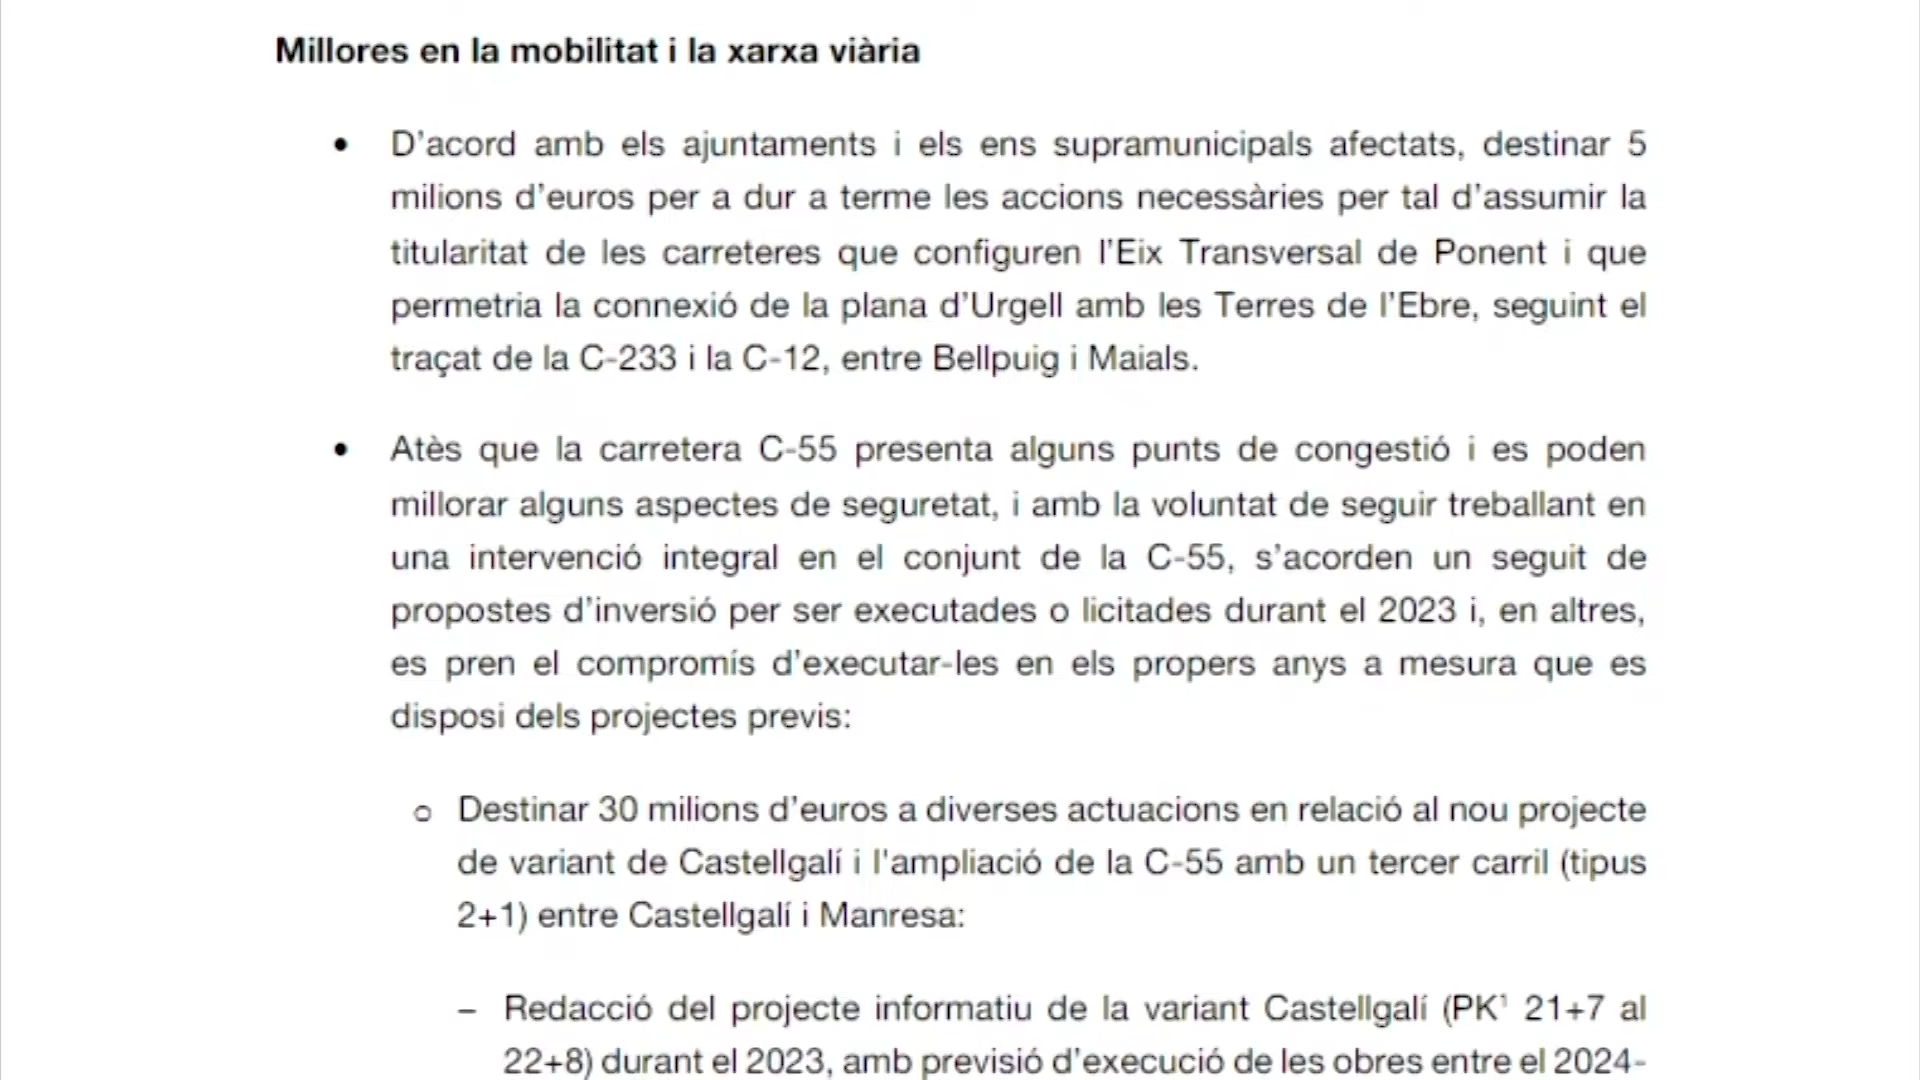 Millores en la mobilitat i la xarxa viària
• D’acord amb els ajuntaments i els ens supramunicipals afectats, destinar 5
milions d’euros per a dur a terme les accions necessàries per tal d’assumir la
titularitat de les carreteres que configuren l’Eix Transversal de Ponent i que
permetria la connexió de la plana d’Urgell amb les Terres de l’Ebre, seguint el
traçat de la C-233 i la C-12, entre Bellpuig i Maials.
• Atès que la carretera C-55 presenta alguns punts de congestió i es poden
millorar alguns aspectes de seguretat, i amb la voluntat de seguir treballant en
una intervenció integral en el conjunt de la C-55, s’acorden un seguit de
propostes d’inversió per ser executades o licitades durant el 2023 i, en altres,
es pren el compromís d’executar-les en els propers anys a mesura que es
disposi dels projectes previs:
o Destinar 30 milions d’euros a diverses actuacions en relació al nou projecte
de variant de Castellgalí i l'ampliació de la C-55 amb un tercer carril (tipus
2+1) entre Castellgalí i Manresa:
– Redacció del projecte informatiu de la variant Castellgalí (PK¹ 21+7 al
22+8) durant el 2023, amb previsió d’execució de les obres entre el 2024-